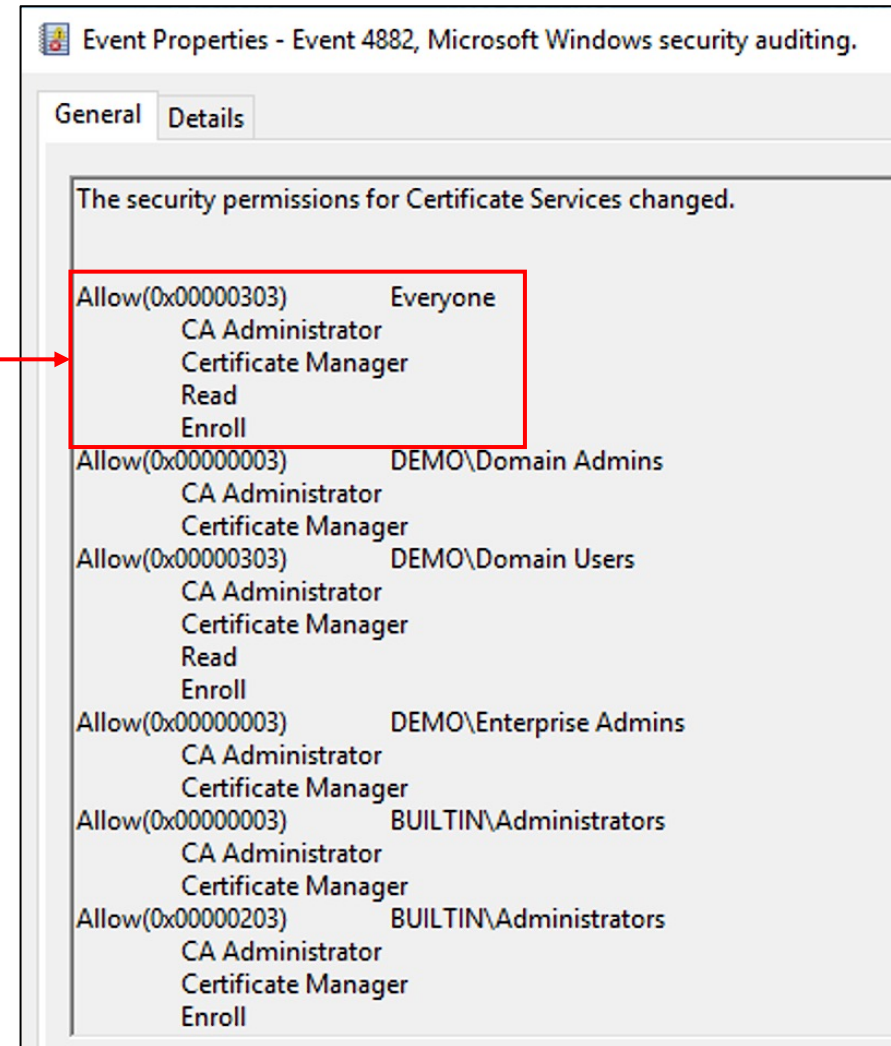 Event Properties - Event 4882, Microsoft Windows security auditing.
General Details
The security permissions for Certificate Services changed.
Allow(0x00000303) Everyone
CA Administrator
Certificate Manager
Read
Enroll
Allow(0x00000003) DEMO\Domain Admins
CA Administrator
Certificate Manager
Allow(0x00000303) DEMO\Domain Users
CA Administrator
Certificate Manager
Read
Enroll
Allow(0x00000003) DEMO\Enterprise Admins
CA Administrator
Certificate Manager
Allow(0x00000003) BUILTIN\Administrators
CA Administrator
Certificate Manager
Allow(0x00000203) BUILTIN\Administrators
CA Administrator
Certificate Manager
Enroll